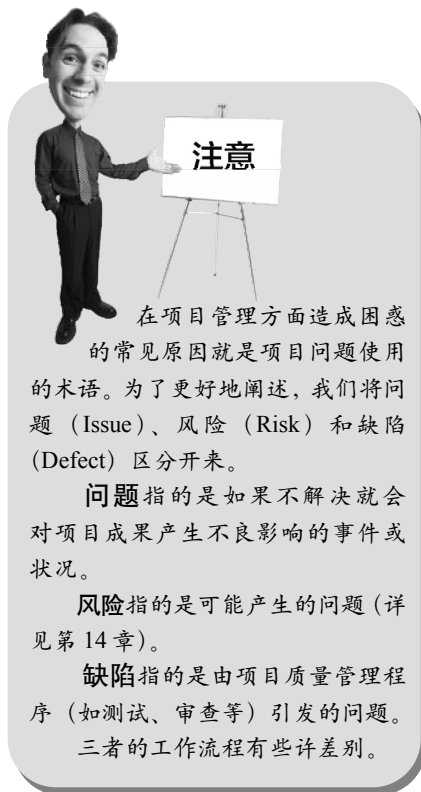 注意
在项目管理方面造成困惑
的常见原因就是项目问题使用
的术语。为了更好地阐述，我们将问
题（Issue）、风险（Risk）和缺陷
（Defect）区分开来。
问题指的是如果不解决就会
对项目成果产生不良影响的事件或
状况。
风险指的是可能产生的问题（详
见第 14 章）。
缺陷指的是由项目质量管理程
序（如测试、审查等）引发的问题。
三者的工作流程有些许差别。